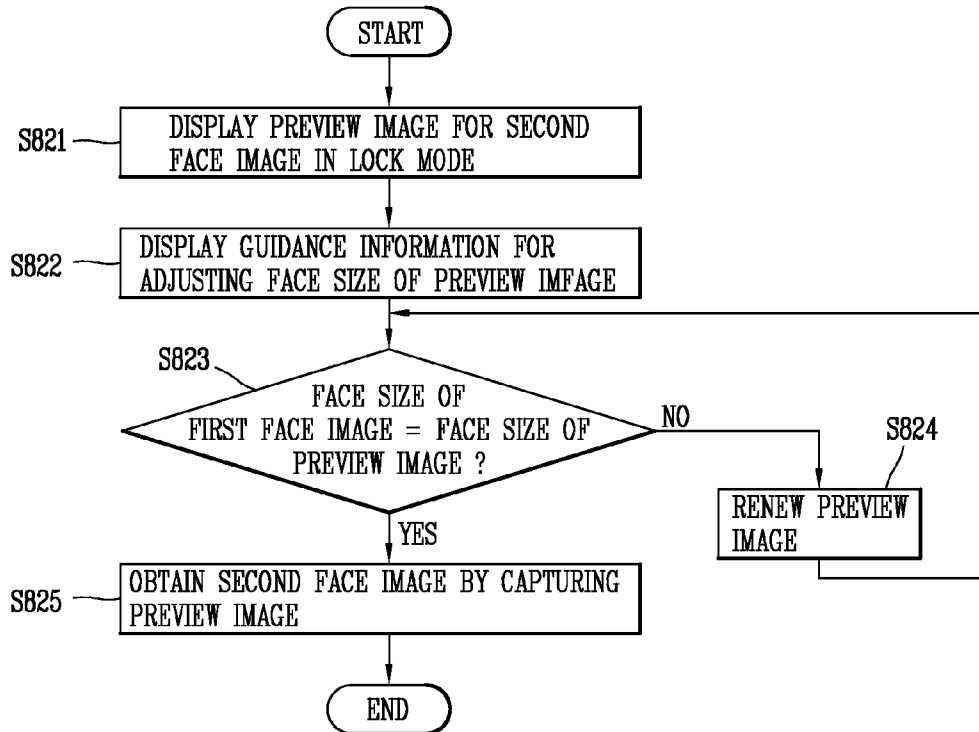 START
S821
DISPLAY PREVIEW IMAGE FOR SECOND
FACE IMAGE IN LOCK MODE
S822
DISPLAY GUIDANCE INFORMATION FOR
ADJUSTING FACE SIZE OF PREVIEW IMFAGE
S823
FACE SIZE OF
FIRST FACE IMAGE = FACE SIZE OF
PREVIEW IMAGE ?
NO
S824
RENEW PREVIEW
IMAGE
YES
S825
OBTAIN SECOND FACE IMAGE BY CAPTURING
PREVIEW IMAGE
END